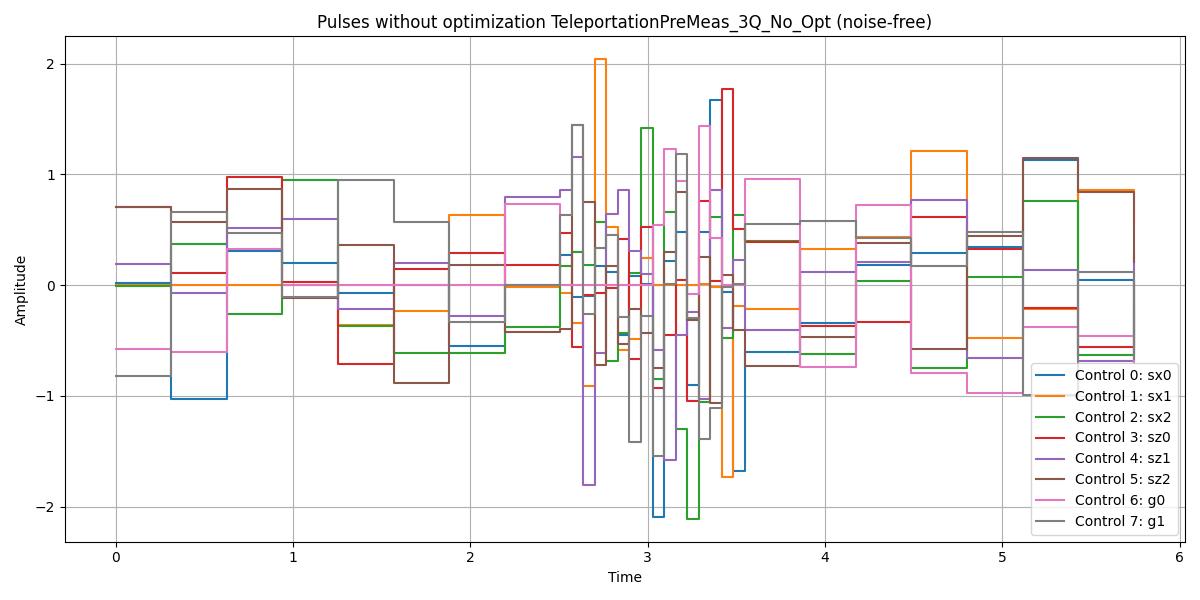 Pulses without optimization TeleportationPreMeas_3Q_No_Opt (noise-free)
Amplitude
2
1
0
−1
−2
0
1
2
3
4
5
6
Time
Control 0: sx0
Control 1: sx1
Control 2: sx2
Control 3: sz0
Control 4: sz1
Control 5: sz2
Control 6: g0
Control 7: g1